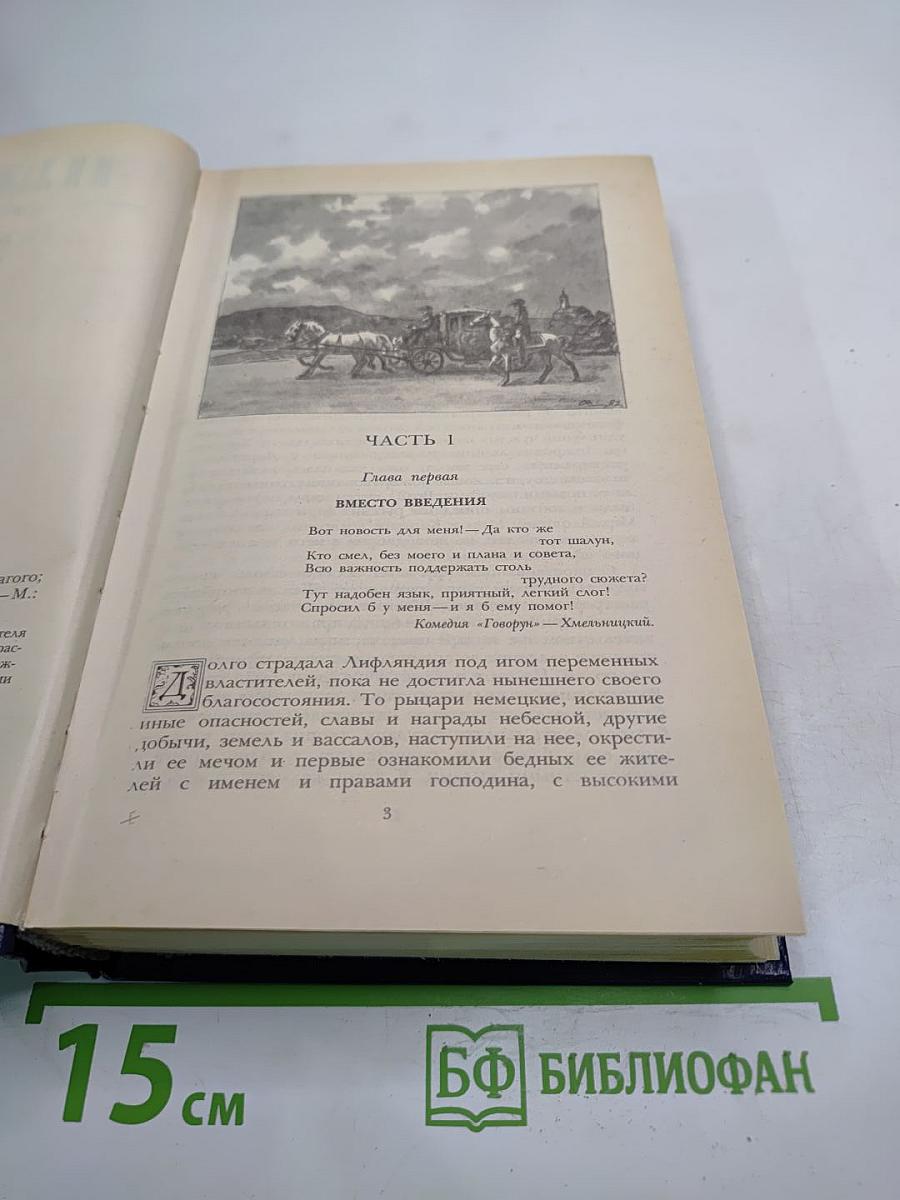 агого;
— М.:
ЧАСТЬ 1
Глава первая
ВМЕСТО ВВЕДЕНИЯ
Вот новость для меня! — Да кто же
тот шалун,
Кто смел, без моего и плана и совета,
Всю важность поддержать столь
трудного сюжета?
Тут надобен язык, приятный, легкий слог!
Спросил б у меня — и я б ему помог!
Комедия «Говорун» — Хмельницкий.
Долго страдала Лифляндия под игом переменных
властителей, пока не достигла нынешнего своего
благосостояния. То рыцари немецкие, искавшие
иные опасностей, славы и награды небесной, другие
добычи, земель и вассалов, наступили на нее, окрести-
ли ее мечом и первые ознакомили бедных ее жите-
лей с именем и правами господина, с высокими
3
15 см
БФ БИБЛИОФАН